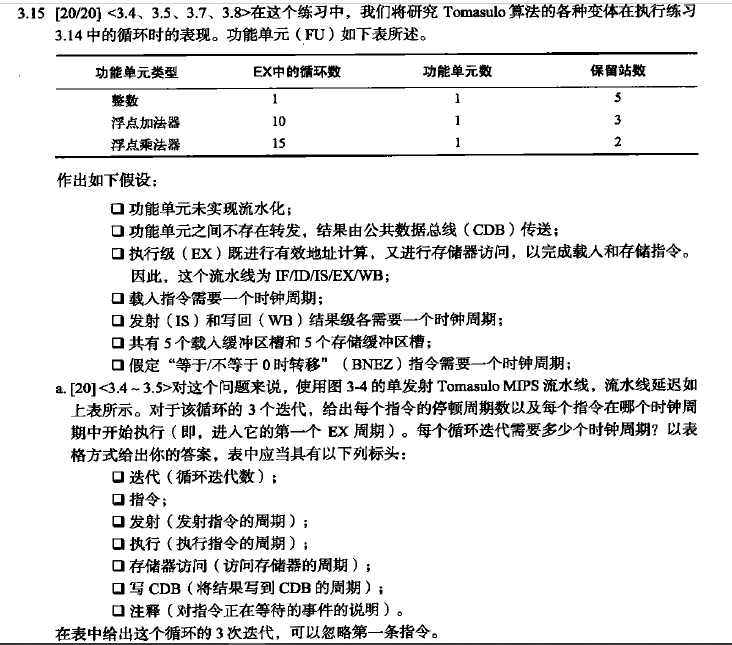 3.15 [20/20] <3.4、3.5、3.7、3.8>在这个练习中，我们将研究 Tomasulo 算法的各种变体在执行练习
3.14 中的循环时的表现。功能单元（FU）如下表所述。
功能单元类型 EX中的循环数 功能单元数 保留站数
整数 1 1 5
浮点加法器 10 1 3
浮点乘法器 15 1 2
作出如下假设：
❑ 功能单元未实现流水化；
❑ 功能单元之间不存在转发，结果由公共数据总线（CDB）传送；
❑ 执行级（EX）既进行有效地址计算，又进行存储器访问，以完成载入和存储指令。
因此，这个流水线为 IF/ID/IS/EX/WB；
❑ 载入指令需要一个时钟周期；
❑ 发射（IS）和写回（WB）结果级各需要一个时钟周期；
❑ 共有 5 个载入缓冲区槽和 5 个存储缓冲区槽；
❑ 假定“等于/不等于 0 时转移”（BNEZ）指令需要一个时钟周期；
a. [20] <3.4 ~ 3.5>对这个问题来说，使用图 3-4 的单发射 Tomasulo MIPS 流水线，流水线延迟如
上表所示。对于该循环的 3 个迭代，给出每个指令的停顿周期数以及每个指令在哪个时钟周
期中开始执行（即，进入它的第一个 EX 周期）。每个循环迭代需要多少个时钟周期？以表
格方式给出你的答案，表中应当具有以下列标头：
❑ 迭代（循环迭代数）；
❑ 指令；
❑ 发射（发射指令的周期）；
❑ 执行（执行指令的周期）；
❑ 存储器访问（访问存储器的周期）；
❑ 写 CDB（将结果写到 CDB 的周期）；
❑ 注释（对指令正在等待的事件的说明）。
在表中给出这个循环的 3 次迭代，可以忽略第一条指令。